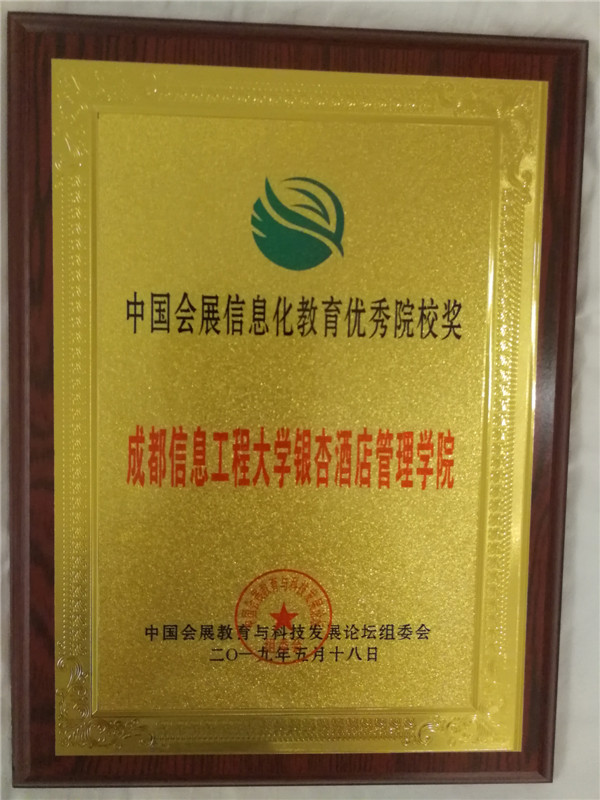 中国会展信息化教育优秀院校奖
成都信息工程大学银杏酒店管理学院
中国会展教育与科技发展论坛组委会
二〇一九年五月十八日